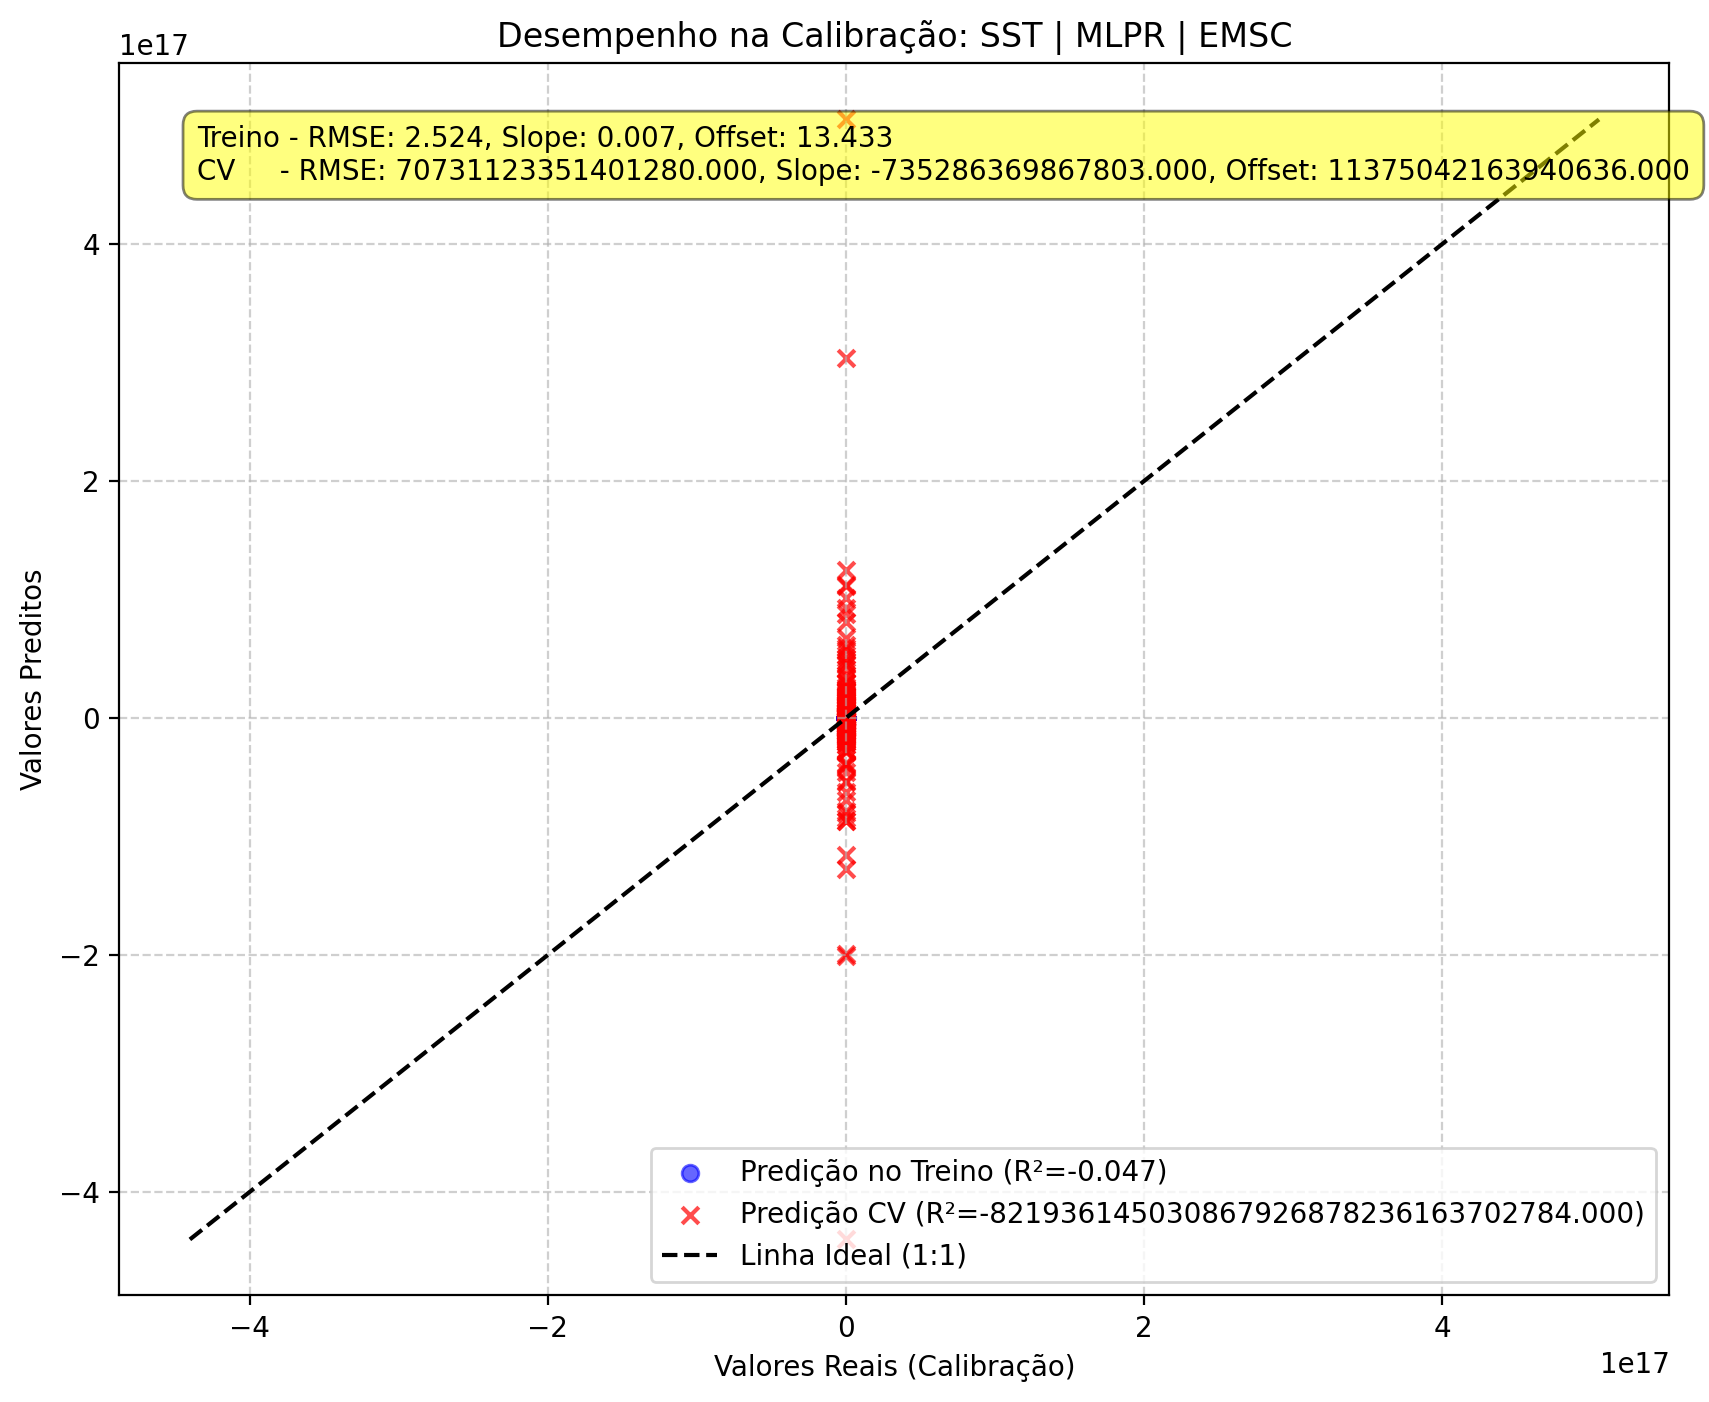 Desempenho na Calibração: SST | MLPR | EMSC
1e17
Treino - RMSE: 2.524, Slope: 0.007, Offset: 13.433
CV - RMSE: 70731123351401280.000, Slope: -735286369867803.000, Offset: 11375042163940636.000
4
2
0
−2
−4
Valores Preditos
Predição no Treino (R²=-0.047)
Predição CV (R²=-821936145030867926878236163702784.000)
Linha Ideal (1:1)
−4 −2 0 2 4
1e17
Valores Reais (Calibração)